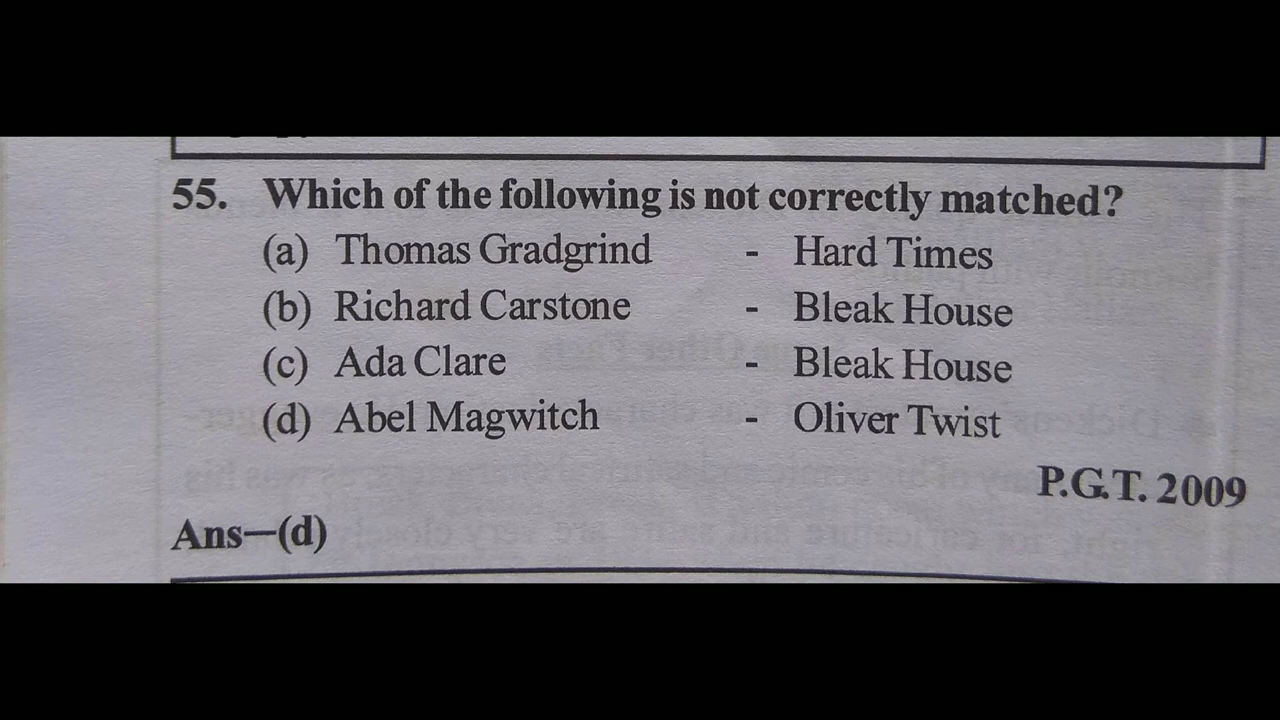 55. Which of the following is not correctly matched?
(a) Thomas Gradgrind - Hard Times
(b) Richard Carstone - Bleak House
(c) Ada Clare - Bleak House
(d) Abel Magwitch - Oliver Twist
P.G.T. 2009
Ans—(d)